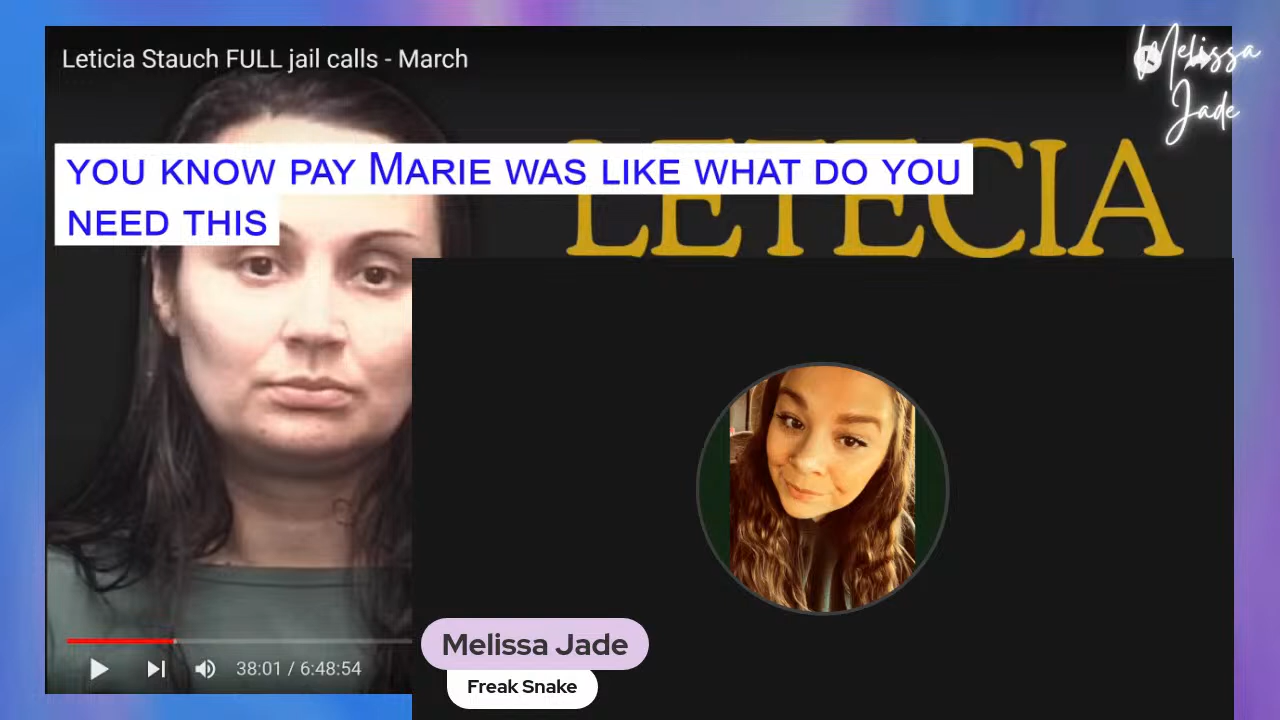 Leticia Stauch FULL jail calls - March
Melissa
Jade
LETECIA
YOU KNOW PAY MARIE WAS LIKE WHAT DO YOU
NEED THIS
38:01 / 6:48:54
Melissa Jade
Freak Snake